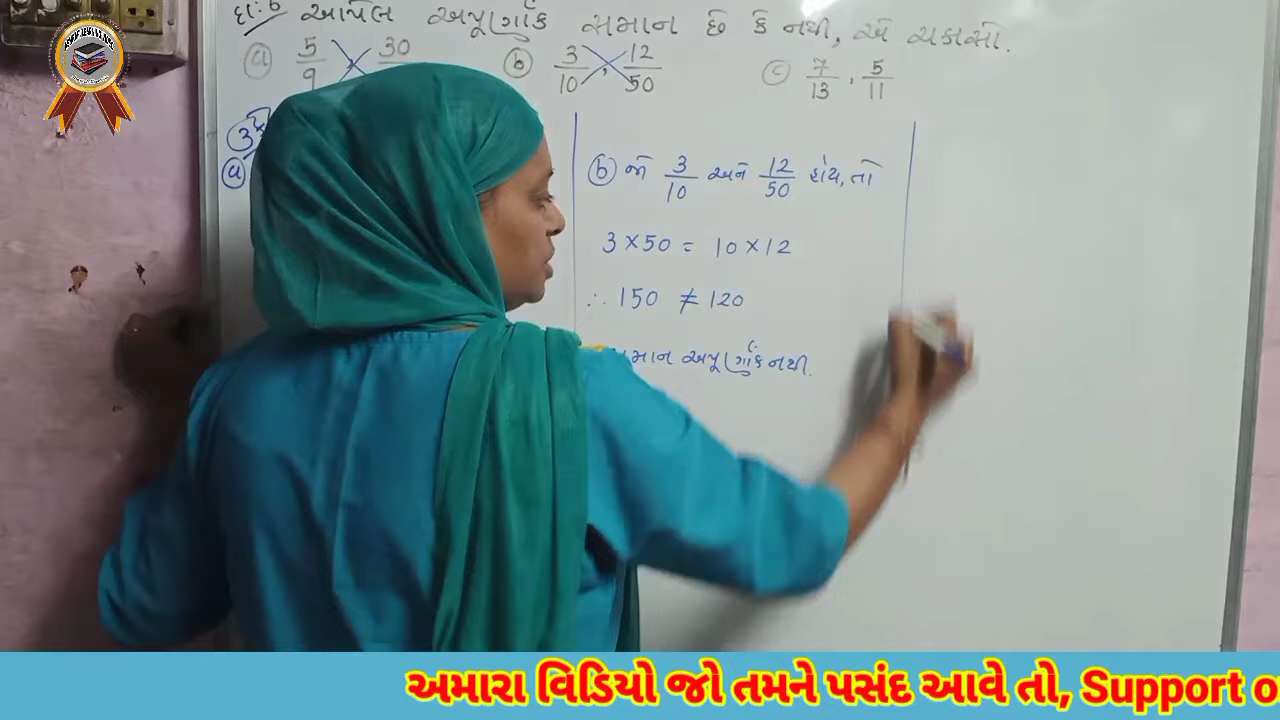 દા:6 આપેલ અપૂર્ણાંક સમાન છે કે નથી, એ ચકાસો.
a 5/9 30 b 3/10 , 12/50 c 7/13 , 5/11
a
b જો 3/10 અને 12/50 હોય, તો
3 × 50 = 10 × 12
∴ 150 ≠ 120
અપૂર્ણાંક નથી.
અમારા વિડિયો જો તમને પસંદ આવે તો, Support